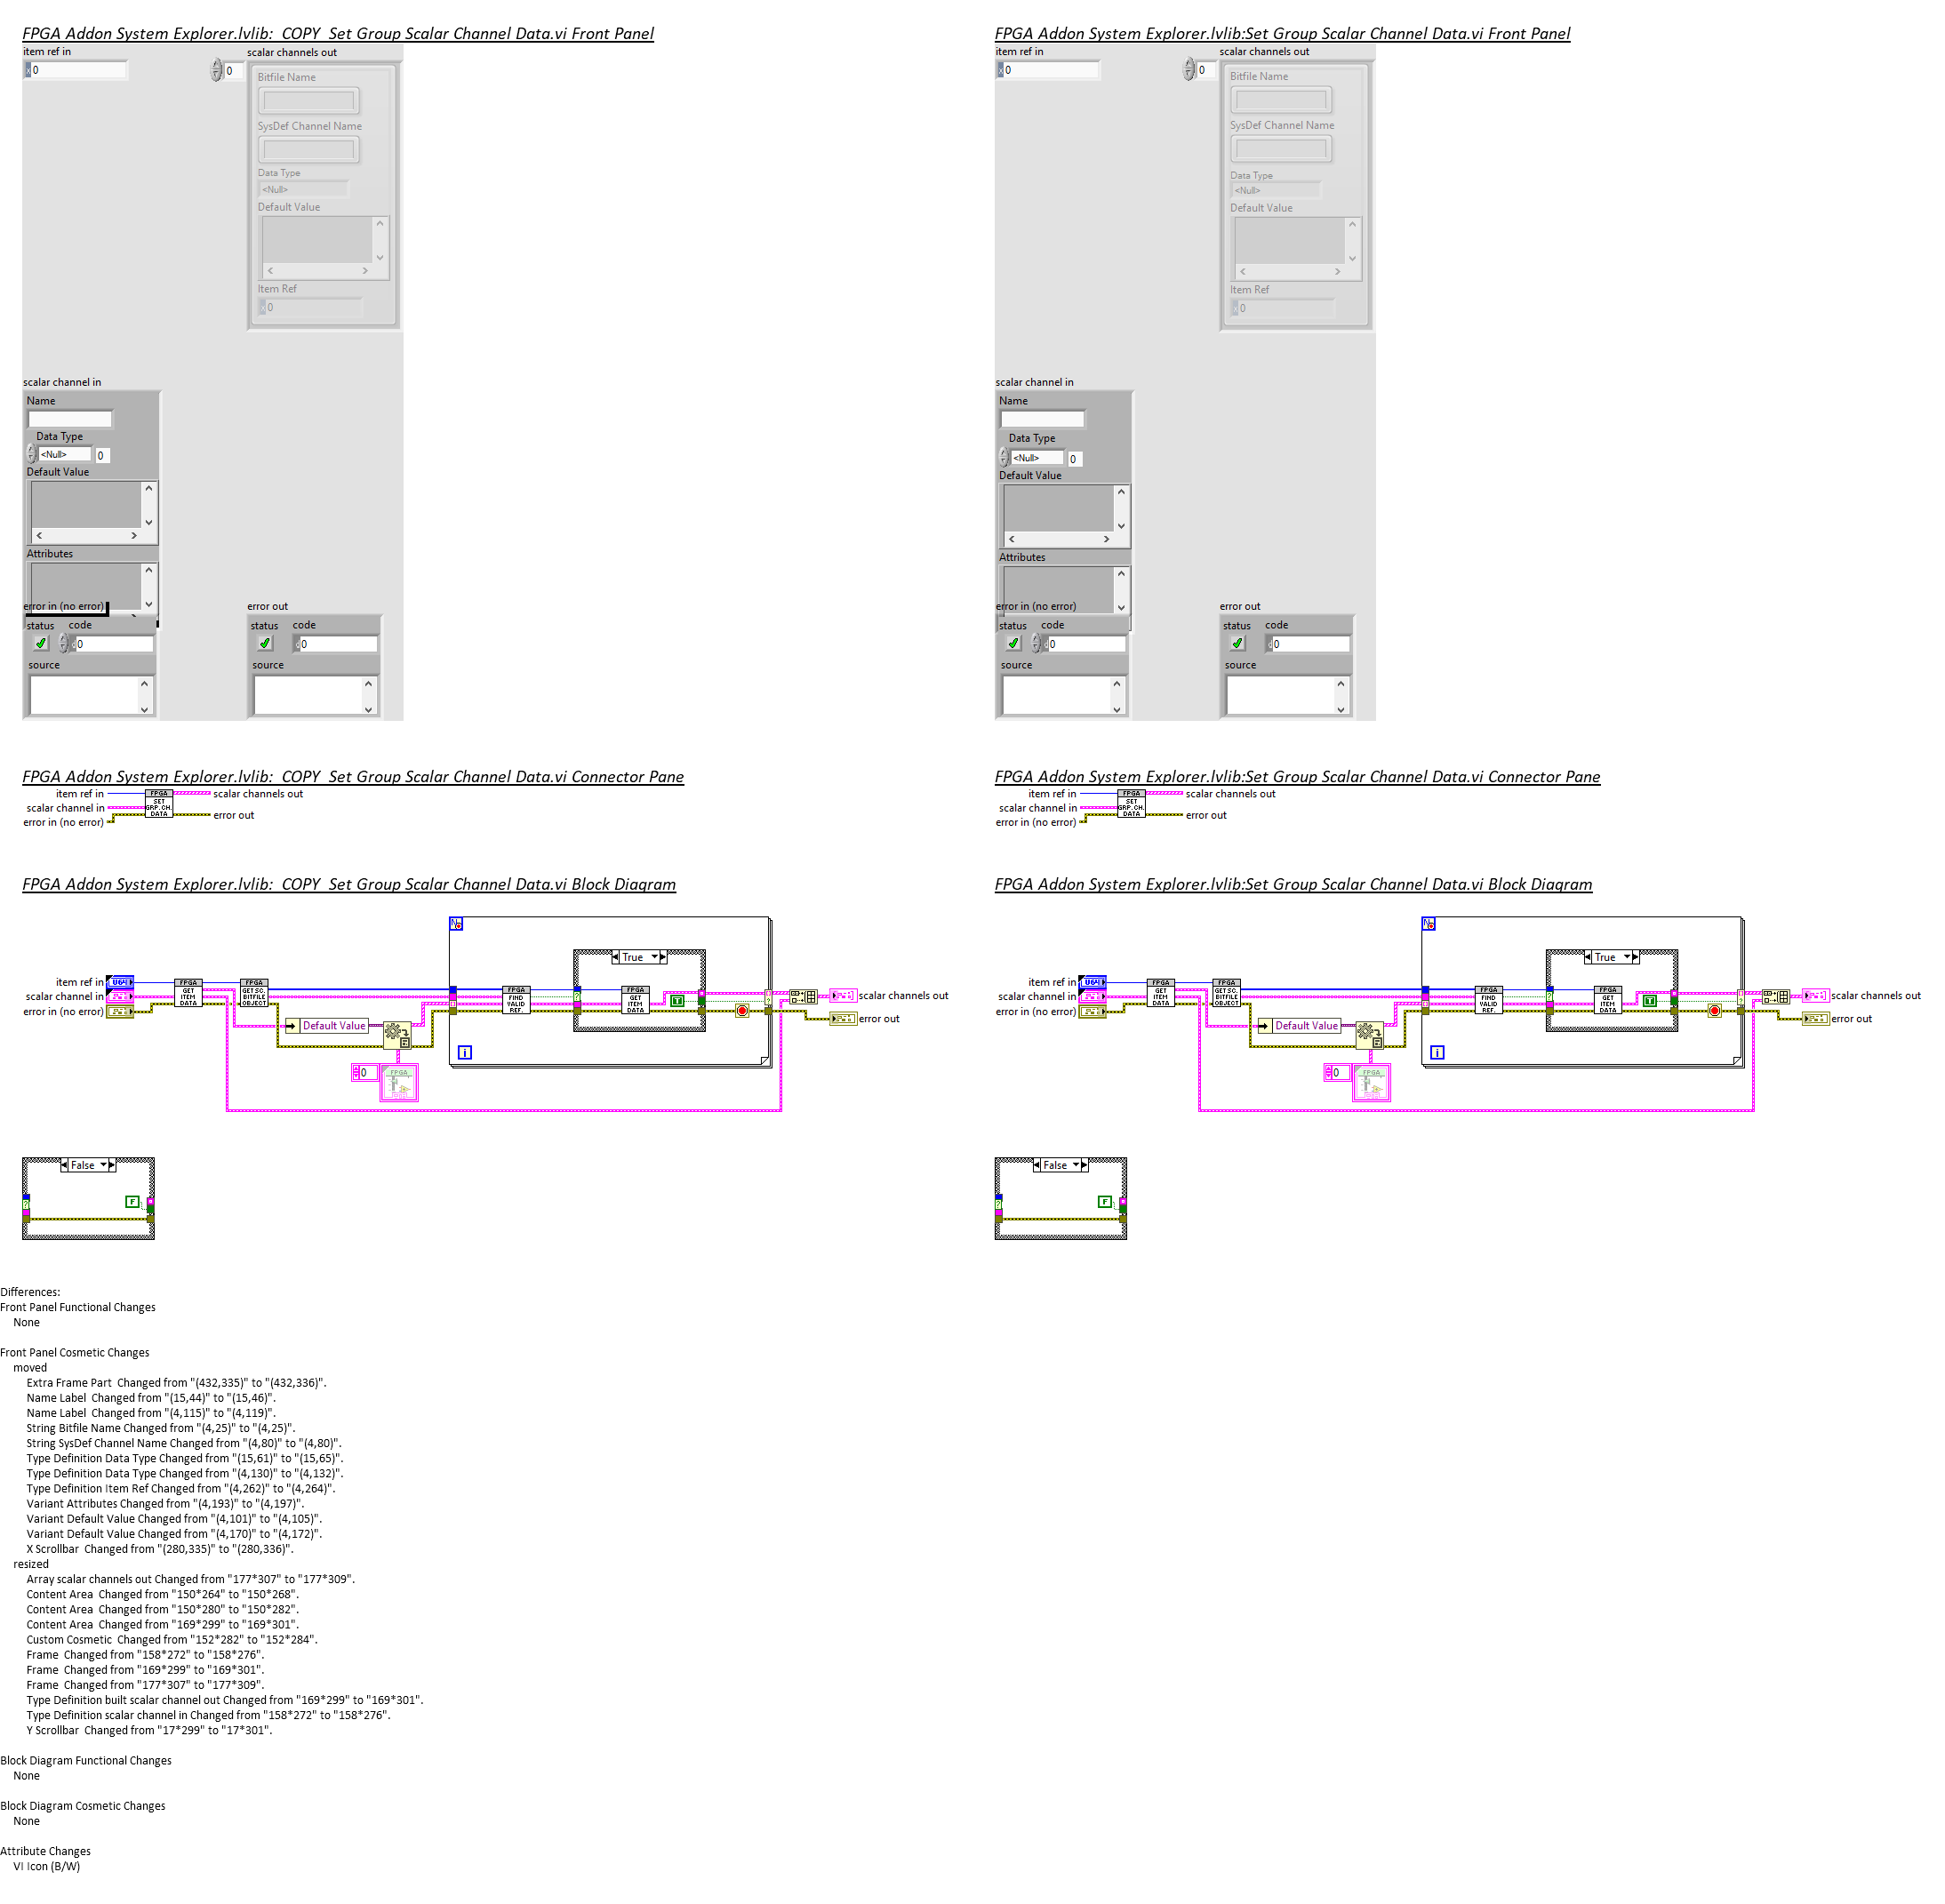 FPGA Addon System Explorer.lvlib:  COPY  Set Group Scalar Channel Data.vi Front Panel
item ref in
0
scalar channels out
0
Bitfile Name
SysDef Channel Name
Data Type
<Null>
Default Value
Item Ref
0
scalar channel in
Name
Data Type
<Null>
0
Default Value
Attributes
error in (no error)
status code
0
source
error out
status code
0
source
FPGA Addon System Explorer.lvlib:Set Group Scalar Channel Data.vi Front Panel
item ref in
0
scalar channels out
0
Bitfile Name
SysDef Channel Name
Data Type
<Null>
Default Value
Item Ref
0
scalar channel in
Name
Data Type
<Null>
0
Default Value
Attributes
error in (no error)
status code
0
source
error out
status code
0
source
FPGA Addon System Explorer.lvlib:  COPY  Set Group Scalar Channel Data.vi Connector Pane
item ref in
scalar channel in
error in (no error)
FPGA
SET
GRP. CH.
DATA
scalar channels out
error out
FPGA Addon System Explorer.lvlib:Set Group Scalar Channel Data.vi Connector Pane
item ref in
scalar channel in
error in (no error)
FPGA
SET
GRP. CH.
DATA
scalar channels out
error out
FPGA Addon System Explorer.lvlib:  COPY  Set Group Scalar Channel Data.vi Block Diagram
item ref in
scalar channel in
error in (no error)
U64
FPGA
GET
ITEM
DATA
FPGA
GET SC.
BITFILE
OBJECT
Default Value
0
FPGA
N
i
FPGA
FIND
VALID
REF.
True
FPGA
GET
ITEM
DATA
T
scalar channels out
error out
False
F
FPGA Addon System Explorer.lvlib:Set Group Scalar Channel Data.vi Block Diagram
item ref in
scalar channel in
error in (no error)
U64
FPGA
GET
ITEM
DATA
FPGA
GET SC.
BITFILE
OBJECT
Default Value
0
FPGA
N
i
FPGA
FIND
VALID
REF.
True
FPGA
GET
ITEM
DATA
T
scalar channels out
error out
False
F
Differences:
Front Panel Functional Changes
None
Front Panel Cosmetic Changes
moved
Extra Frame Part  Changed from "(432,335)" to "(432,336)".
Name Label  Changed from "(15,44)" to "(15,46)".
Name Label  Changed from "(4,115)" to "(4,119)".
String Bitfile Name Changed from "(4,25)" to "(4,25)".
String SysDef Channel Name Changed from "(4,80)" to "(4,80)".
Type Definition Data Type Changed from "(15,61)" to "(15,65)".
Type Definition Data Type Changed from "(4,130)" to "(4,132)".
Type Definition Item Ref Changed from "(4,262)" to "(4,264)".
Variant Attributes Changed from "(4,193)" to "(4,197)".
Variant Default Value Changed from "(4,101)" to "(4,105)".
Variant Default Value Changed from "(4,170)" to "(4,172)".
X Scrollbar  Changed from "(280,335)" to "(280,336)".
resized
Array scalar channels out Changed from "177*307" to "177*309".
Content Area  Changed from "150*264" to "150*268".
Content Area  Changed from "150*280" to "150*282".
Content Area  Changed from "169*299" to "169*301".
Custom Cosmetic  Changed from "152*282" to "152*284".
Frame  Changed from "158*272" to "158*276".
Frame  Changed from "169*299" to "169*301".
Frame  Changed from "177*307" to "177*309".
Type Definition built scalar channel out Changed from "169*299" to "169*301".
Type Definition scalar channel in Changed from "158*272" to "158*276".
Y Scrollbar  Changed from "17*299" to "17*301".
Block Diagram Functional Changes
None
Block Diagram Cosmetic Changes
None
Attribute Changes
VI Icon (B/W)